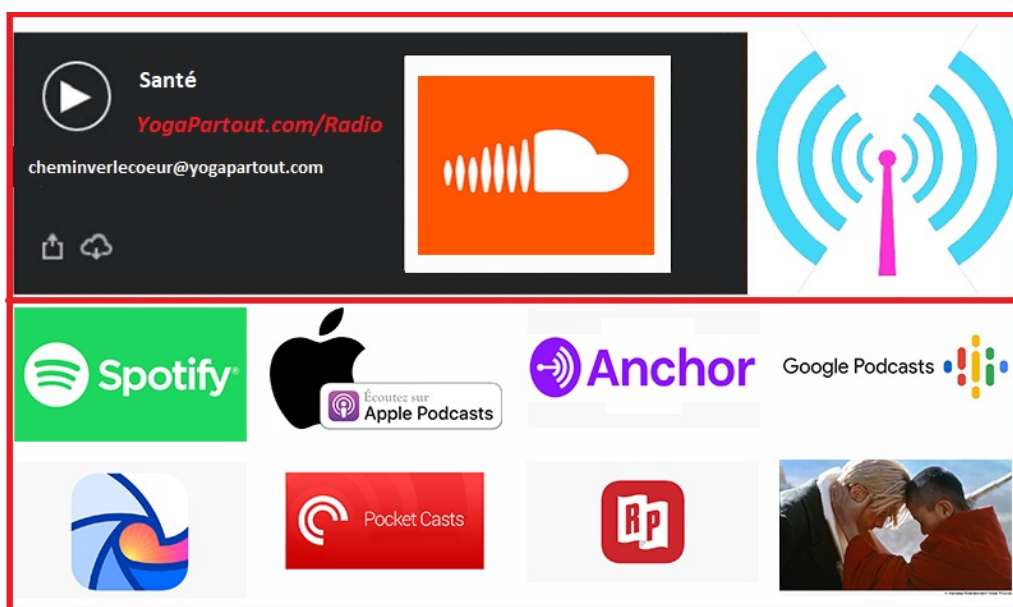 Santé
YogaPartout.com/Radio
cheminverlecoeur@yogapartout.com
Spotify®
Écoutez sur
Apple Podcasts
Anchor
Google Podcasts
Pocket Casts
RP